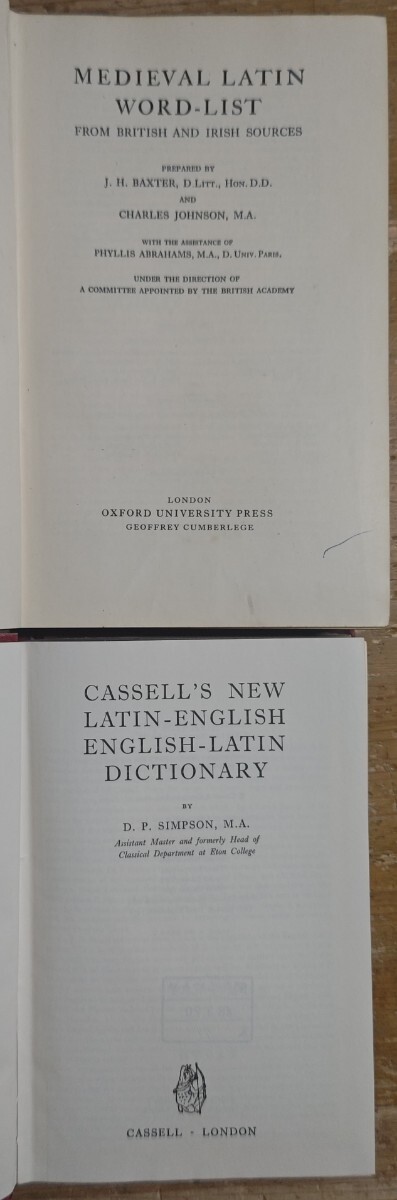 MEDIEVAL LATIN
WORD-LIST
FROM BRITISH AND IRISH SOURCES
PREPARED BY
J. H. BAXTER, D.LITT., HON. D.D.
AND
CHARLES JOHNSON, M.A.
WITH THE ASSISTANCE OF
PHYLLIS ABRAHAMS, M.A., D. UNIV. PARIS.
UNDER THE DIRECTION OF
A COMMITTEE APPOINTED BY THE BRITISH ACADEMY
LONDON
OXFORD UNIVERSITY PRESS
GEOFFREY CUMBERLEGE
CASSELL'S NEW
LATIN-ENGLISH
ENGLISH-LATIN
DICTIONARY
BY
D. P. SIMPSON, M.A.
Assistant Master and formerly Head of
Classical Department at Eton College
CASSELL · LONDON